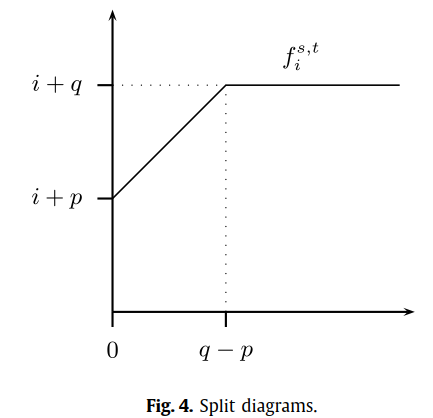 f_i^{s,t}
i + q
i + p
0
q − p
Fig. 4. Split diagrams.